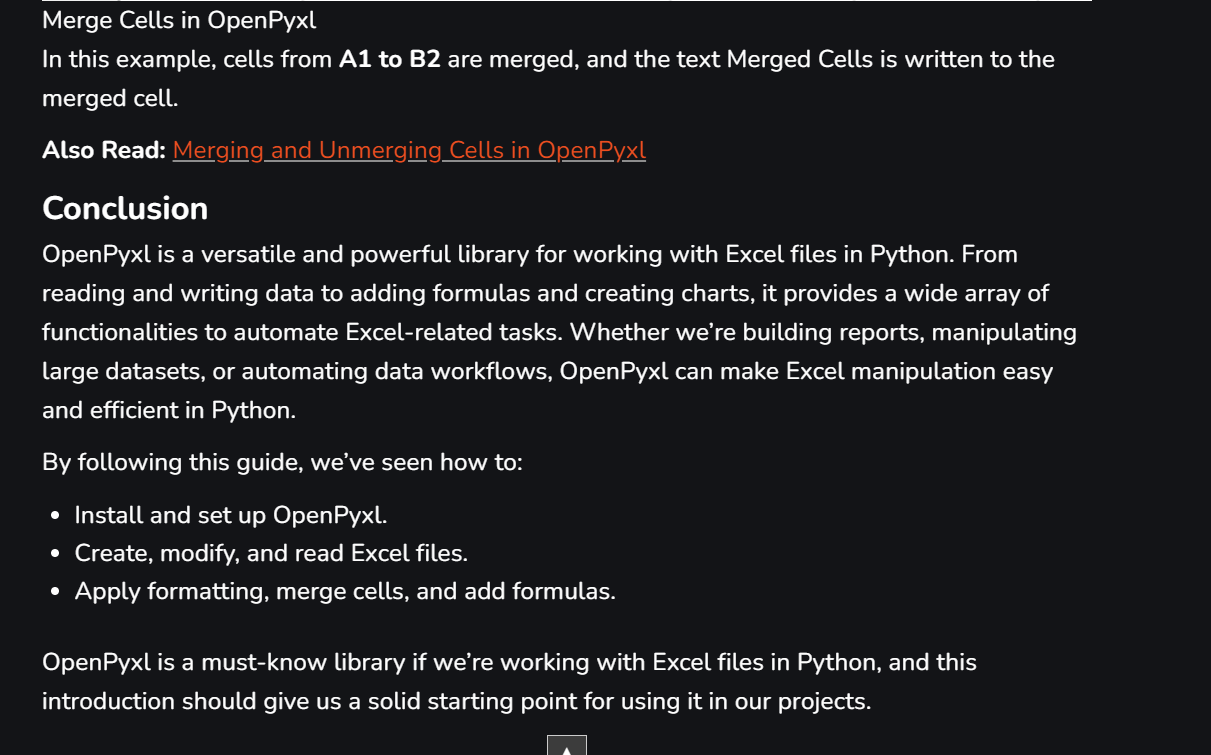 Merge Cells in OpenPyxl
In this example, cells from A1 to B2 are merged, and the text Merged Cells is written to the
merged cell.
Also Read: Merging and Unmerging Cells in OpenPyxl
Conclusion
OpenPyxl is a versatile and powerful library for working with Excel files in Python. From
reading and writing data to adding formulas and creating charts, it provides a wide array of
functionalities to automate Excel-related tasks. Whether we’re building reports, manipulating
large datasets, or automating data workflows, OpenPyxl can make Excel manipulation easy
and efficient in Python.
By following this guide, we’ve seen how to:
• Install and set up OpenPyxl.
• Create, modify, and read Excel files.
• Apply formatting, merge cells, and add formulas.
OpenPyxl is a must-know library if we’re working with Excel files in Python, and this
introduction should give us a solid starting point for using it in our projects.